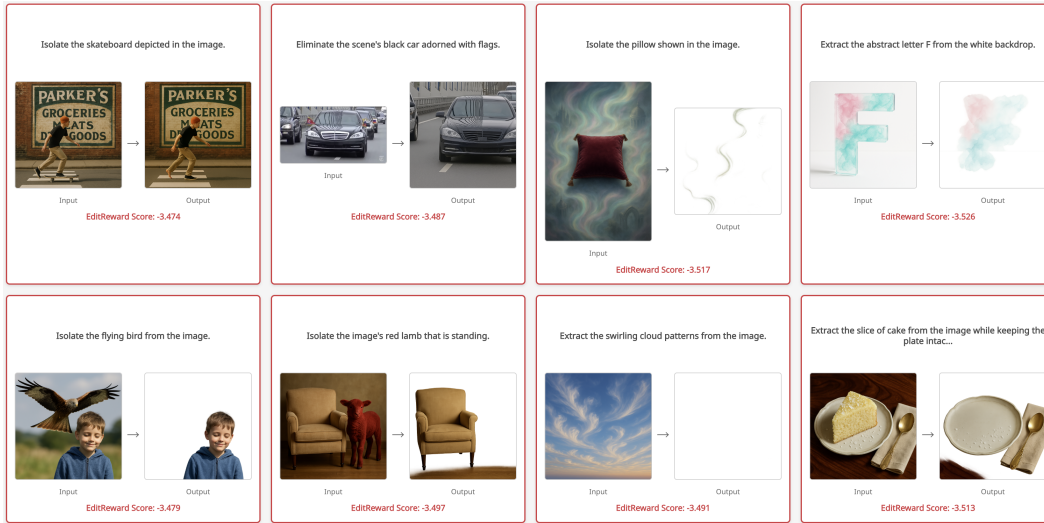 Isolate the skateboard depicted in the image.
PARKER'S
GROCERIES
MEATS
D GOODS
PARKER'S
GROCERIES
MEATS
D GOODS
Input
Output
EditReward Score: -3.474
Eliminate the scene's black car adorned with flags.
Input
Output
EditReward Score: -3.487
Isolate the pillow shown in the image.
Output
Input
EditReward Score: -3.517
Extract the abstract letter F from the white backdrop.
F
Input
Output
EditReward Score: -3.526
Isolate the flying bird from the image.
Input
Output
EditReward Score: -3.479
Isolate the image's red lamb that is standing.
Input
Output
EditReward Score: -3.497
Extract the swirling cloud patterns from the image.
Input
Output
EditReward Score: -3.491
Extract the slice of cake from the image while keeping the
plate intac...
Input
Output
EditReward Score: -3.513